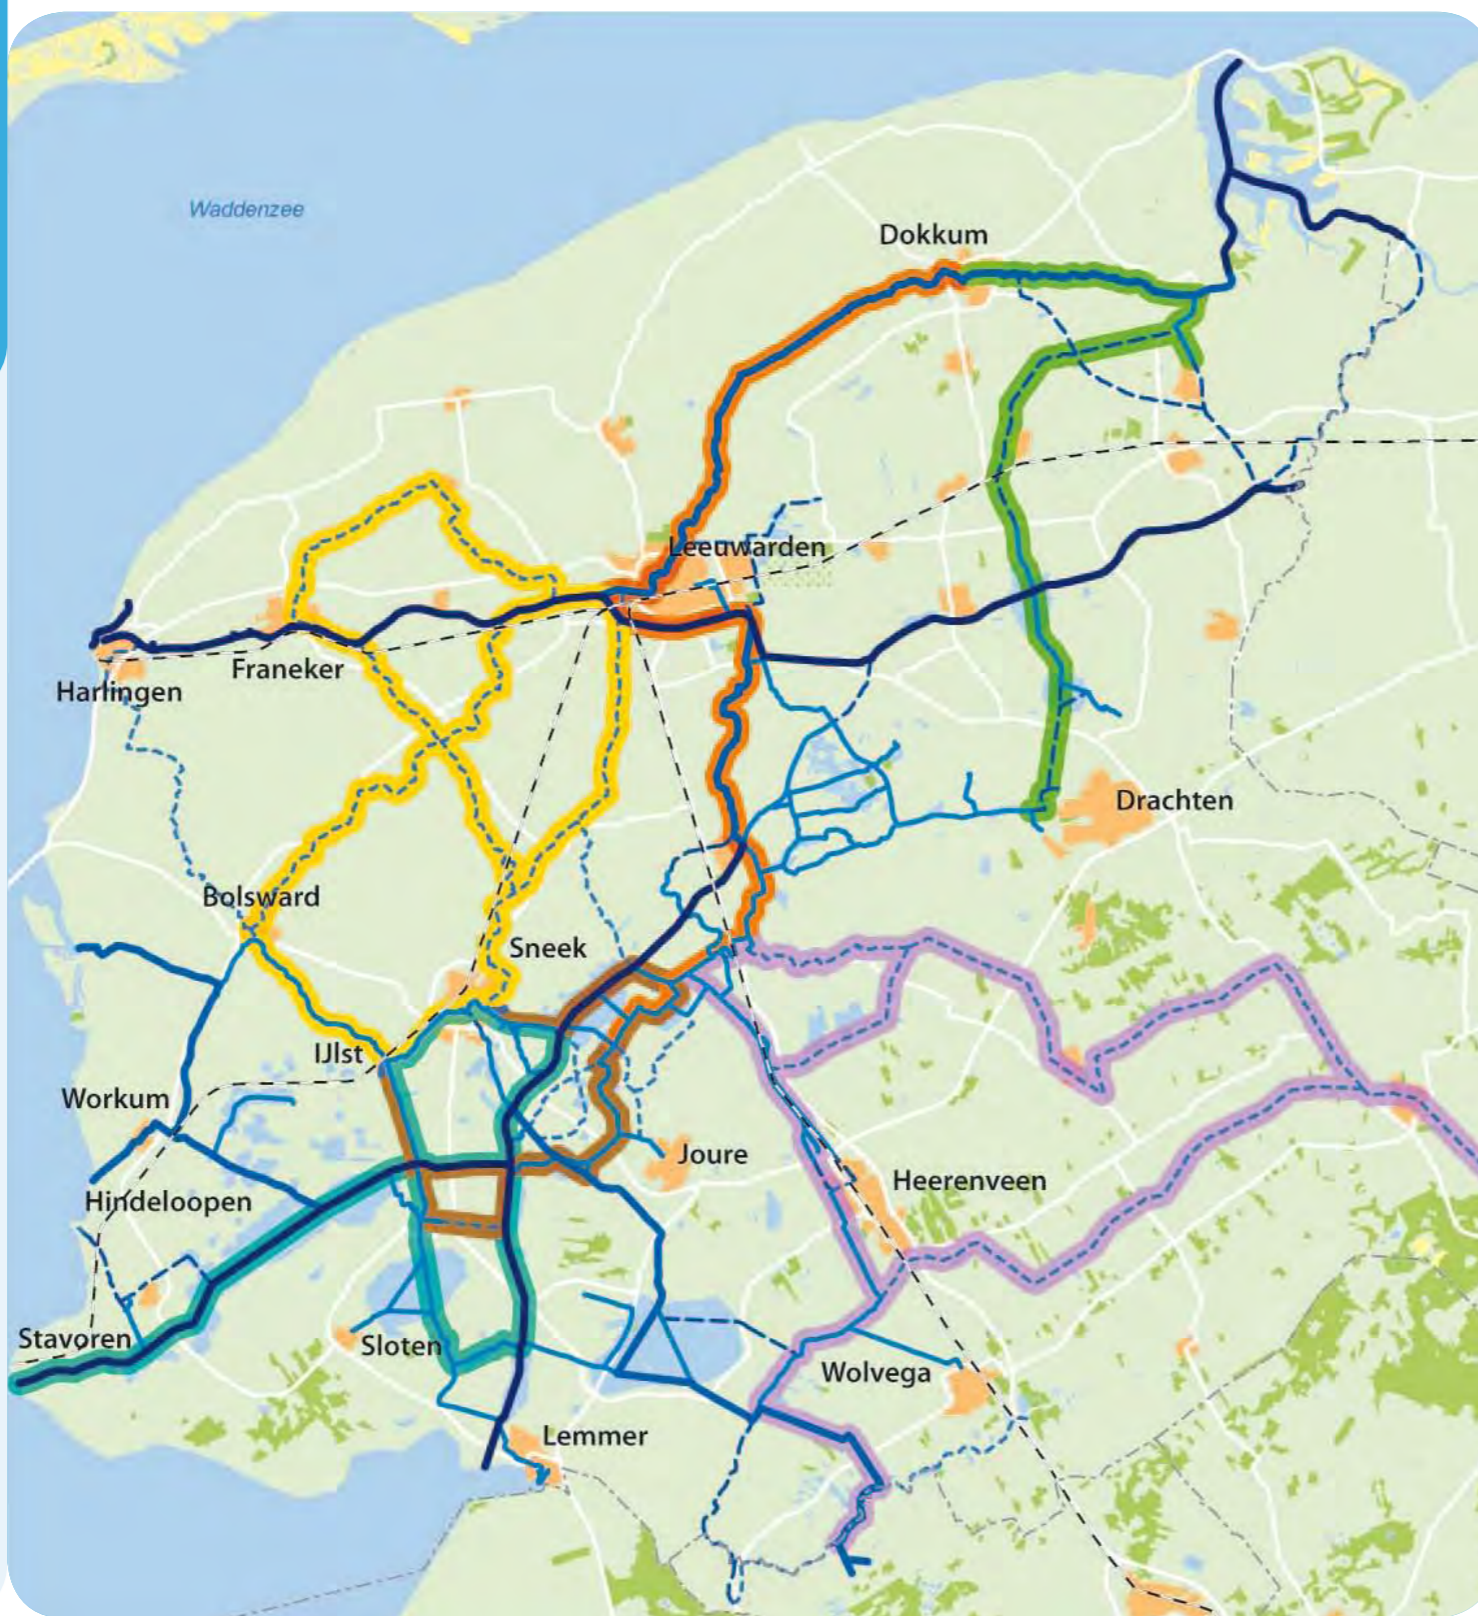 Waddenzee
Dokkum
Leeuwarden
Franeker
Harlingen
Drachten
Bolsward
Sneek
IJlst
Workum
Joure
Heerenveen
Hindeloopen
Stavoren
Sloten
Wolvega
Lemmer